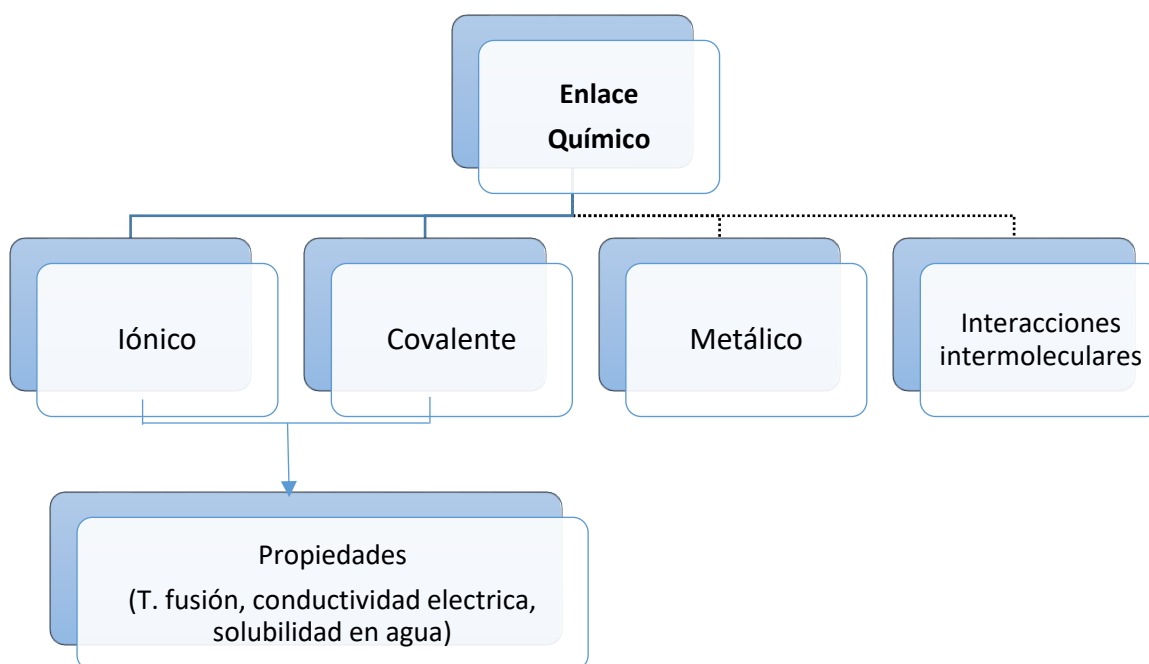 Enlace
Químico
Iónico
Covalente
Metálico
Interacciones
intermoleculares
Propiedades
(T. fusión, conductividad electrica,
solubilidad en agua)